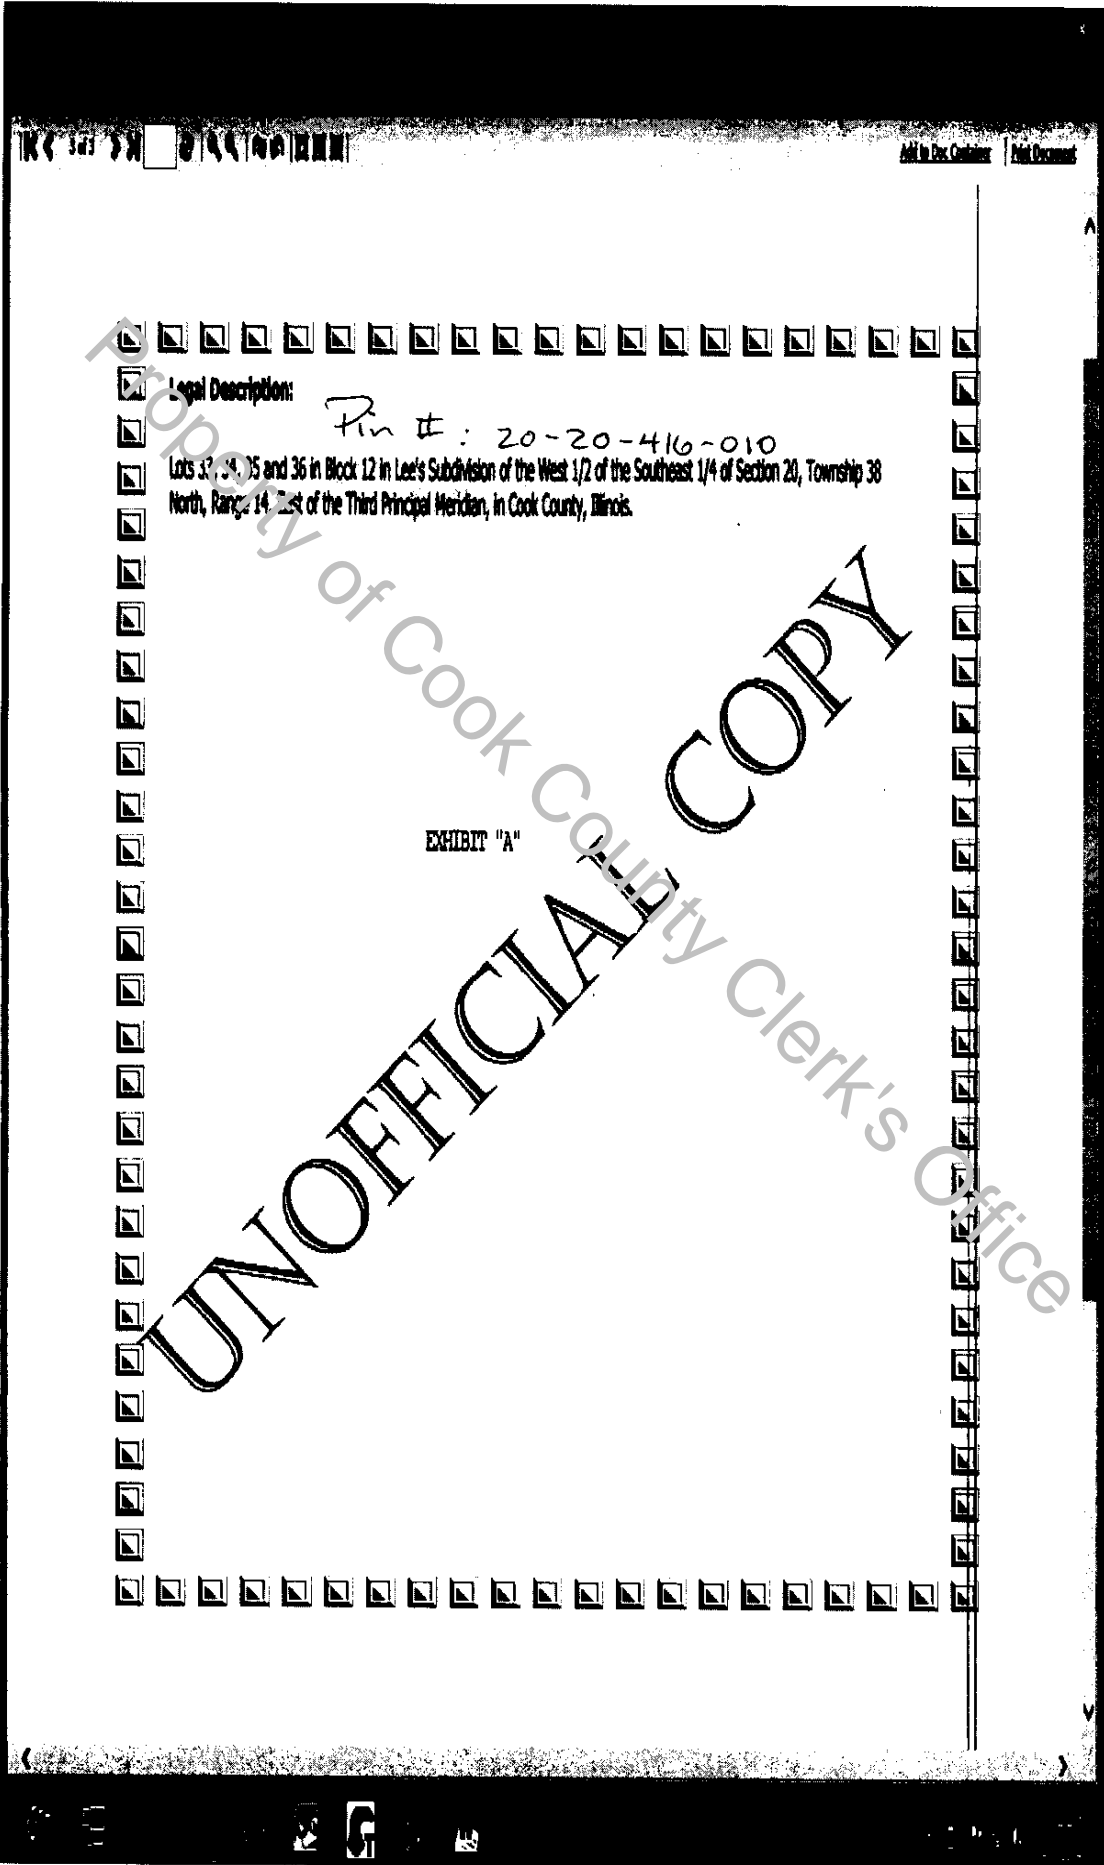 3 of 3
Add to Doc Container | Print Document
Legal Description:
Pin #: 20-20-416-010
Lots 33, 34, 35 and 36 in Block 12 in Lee's Subdivision of the West 1/2 of the Southeast 1/4 of Section 20, Township 38
North, Range 14, East of the Third Principal Meridian, in Cook County, Illinois.
EXHIBIT "A"
UNOFFICIAL COPY
Property of Cook County Clerk's Office